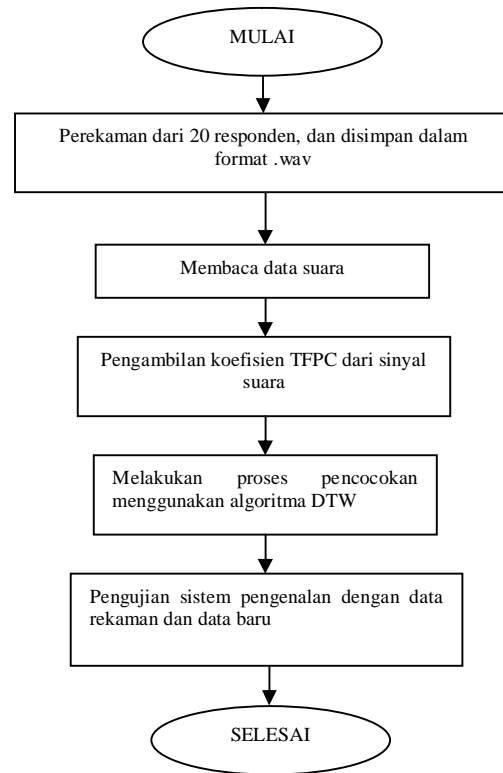 MULAI
Perekaman dari 20 responden, dan disimpan dalam
format .wav
Membaca data suara
Pengambilan koefisien TFPC dari sinyal
suara
Melakukan proses pencocokan
menggunakan algoritma DTW
Pengujian sistem pengenalan dengan data
rekaman dan data baru
SELESAI